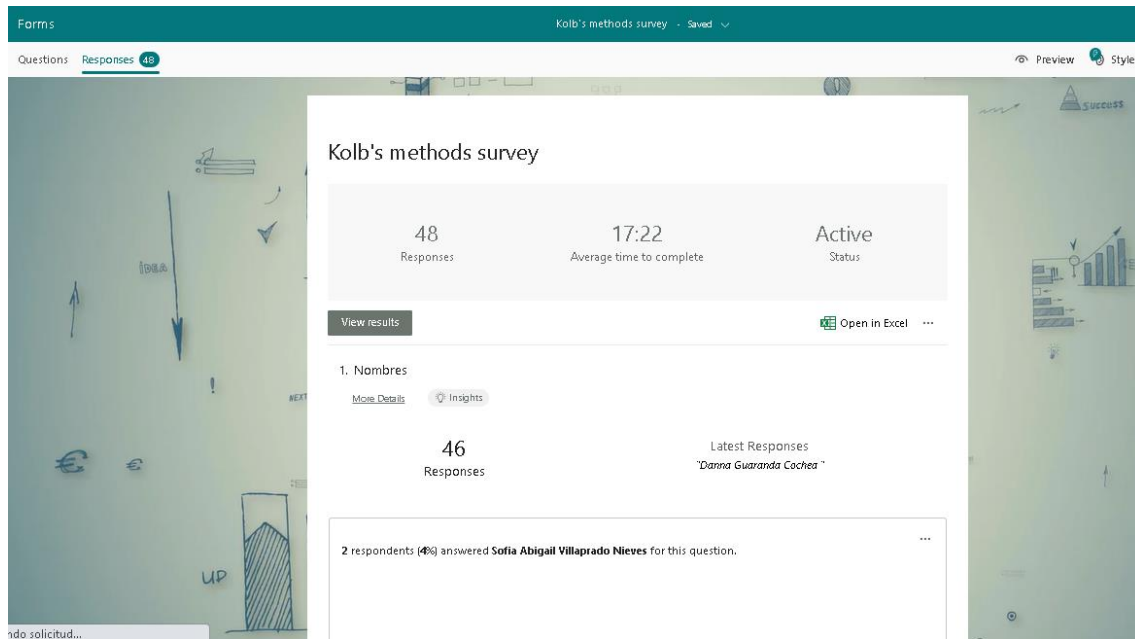 Forms
Kolb's methods survey - Saved
Questions Responses 48
Preview Style
SUCCESS
Kolb's methods survey
48 17:22 Active
Responses Average time to complete Status
IDEA
View results Open in Excel ...
1. Nombres
NEXT
More Details Insights
46 Latest Responses
Responses "Danna Guaranda Cochea "
2 respondents (4%) answered Sofia Abigail Villaprado Nieves for this question. ...
UP
ndo solicitud...